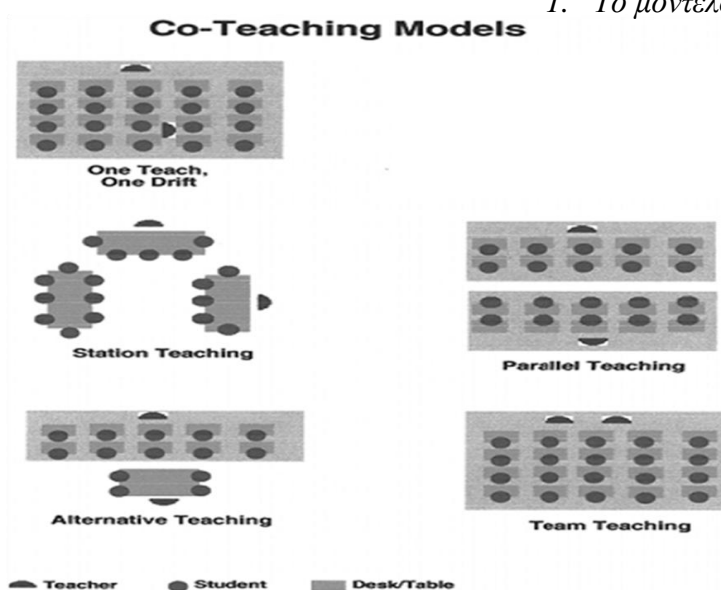 1. Το μοντέλο
Co-Teaching Models
One Teach,
One Drift
Station Teaching
Parallel Teaching
Alternative Teaching
Team Teaching
Teacher Student Desk/Table